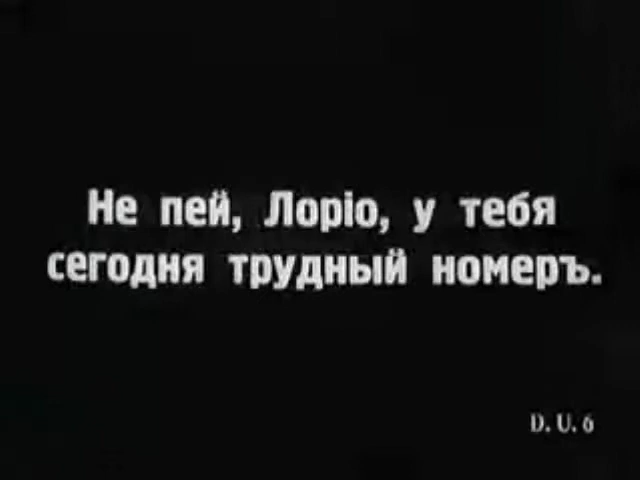 Не пей, Лоріо, у тебя
сегодня трудный номеръ.
D. U. 6